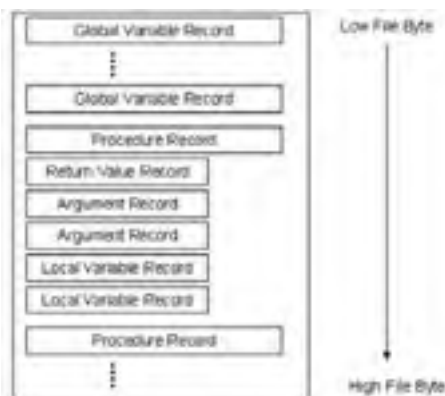 Global Variable Record
Low File Byte
Global Variable Record
Procedure Record
Return Value Record
Argument Record
Argument Record
Local Variable Record
Local Variable Record
Procedure Record
High File Byte